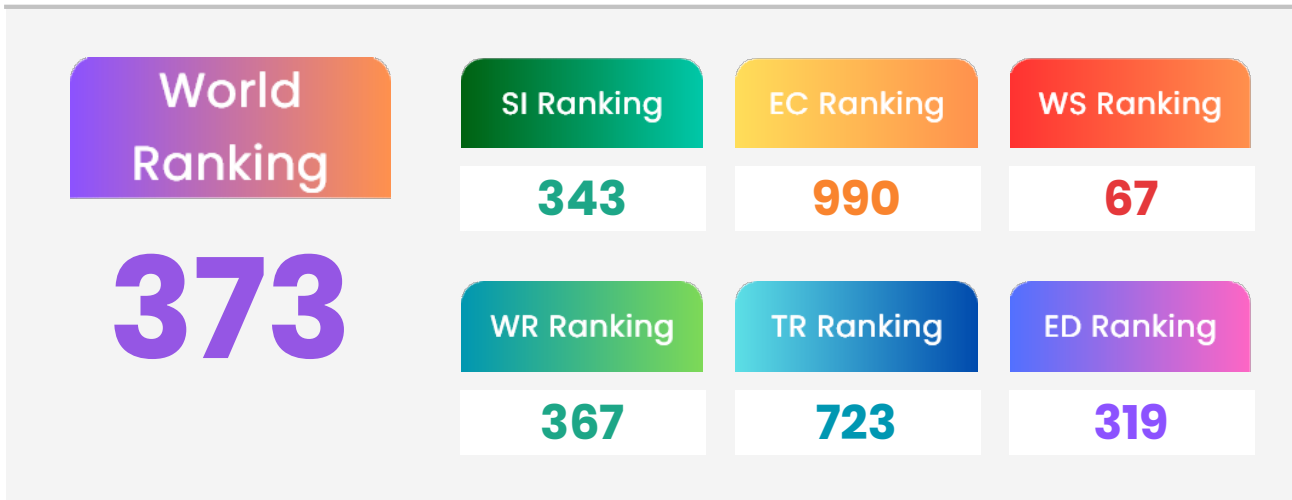 World
Ranking
373
SI Ranking
343
EC Ranking
990
WS Ranking
67
WR Ranking
367
TR Ranking
723
ED Ranking
319